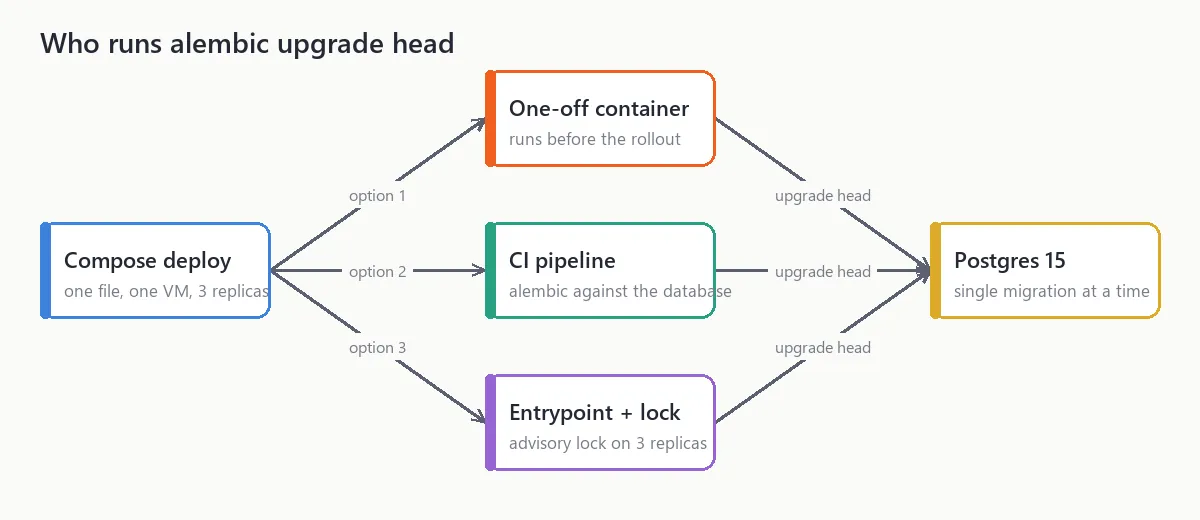 Who runs alembic upgrade head
One-off container
runs before the rollout
option 1
upgrade head
Compose deploy
one file, one VM, 3 replicas
option 2
CI pipeline
alembic against the database
upgrade head
Postgres 15
single migration at a time
option 3
upgrade head
Entrypoint + lock
advisory lock on 3 replicas